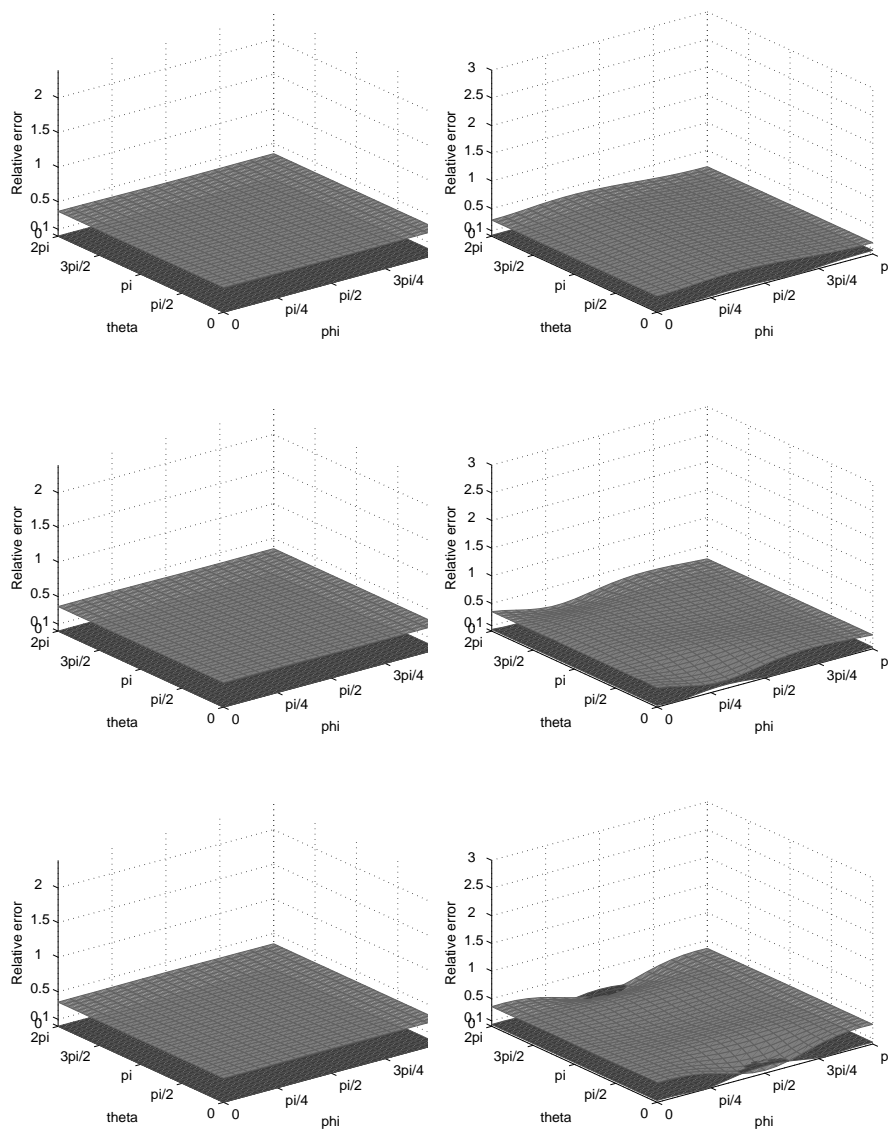 2
1.5
1
0.5
0.1
0
2pi
3pi/2
pi
pi/2
0
0
pi/4
pi/2
3pi/4
theta
phi
Relative error
3
2.5
2
1.5
1
0.5
0.1
0
2pi
3pi/2
pi
pi/2
0
0
pi/4
pi/2
3pi/4
p
theta
phi
Relative error
2
1.5
1
0.5
0.1
0
2pi
3pi/2
pi
pi/2
0
0
pi/4
pi/2
3pi/4
theta
phi
Relative error
3
2.5
2
1.5
1
0.5
0.1
0
2pi
3pi/2
pi
pi/2
0
0
pi/4
pi/2
3pi/4
p
theta
phi
Relative error
2
1.5
1
0.5
0.1
0
2pi
3pi/2
pi
pi/2
0
0
pi/4
pi/2
3pi/4
theta
phi
Relative error
3
2.5
2
1.5
1
0.5
0.1
0
2pi
3pi/2
pi
pi/2
0
0
pi/4
pi/2
3pi/4
p
theta
phi
Relative error